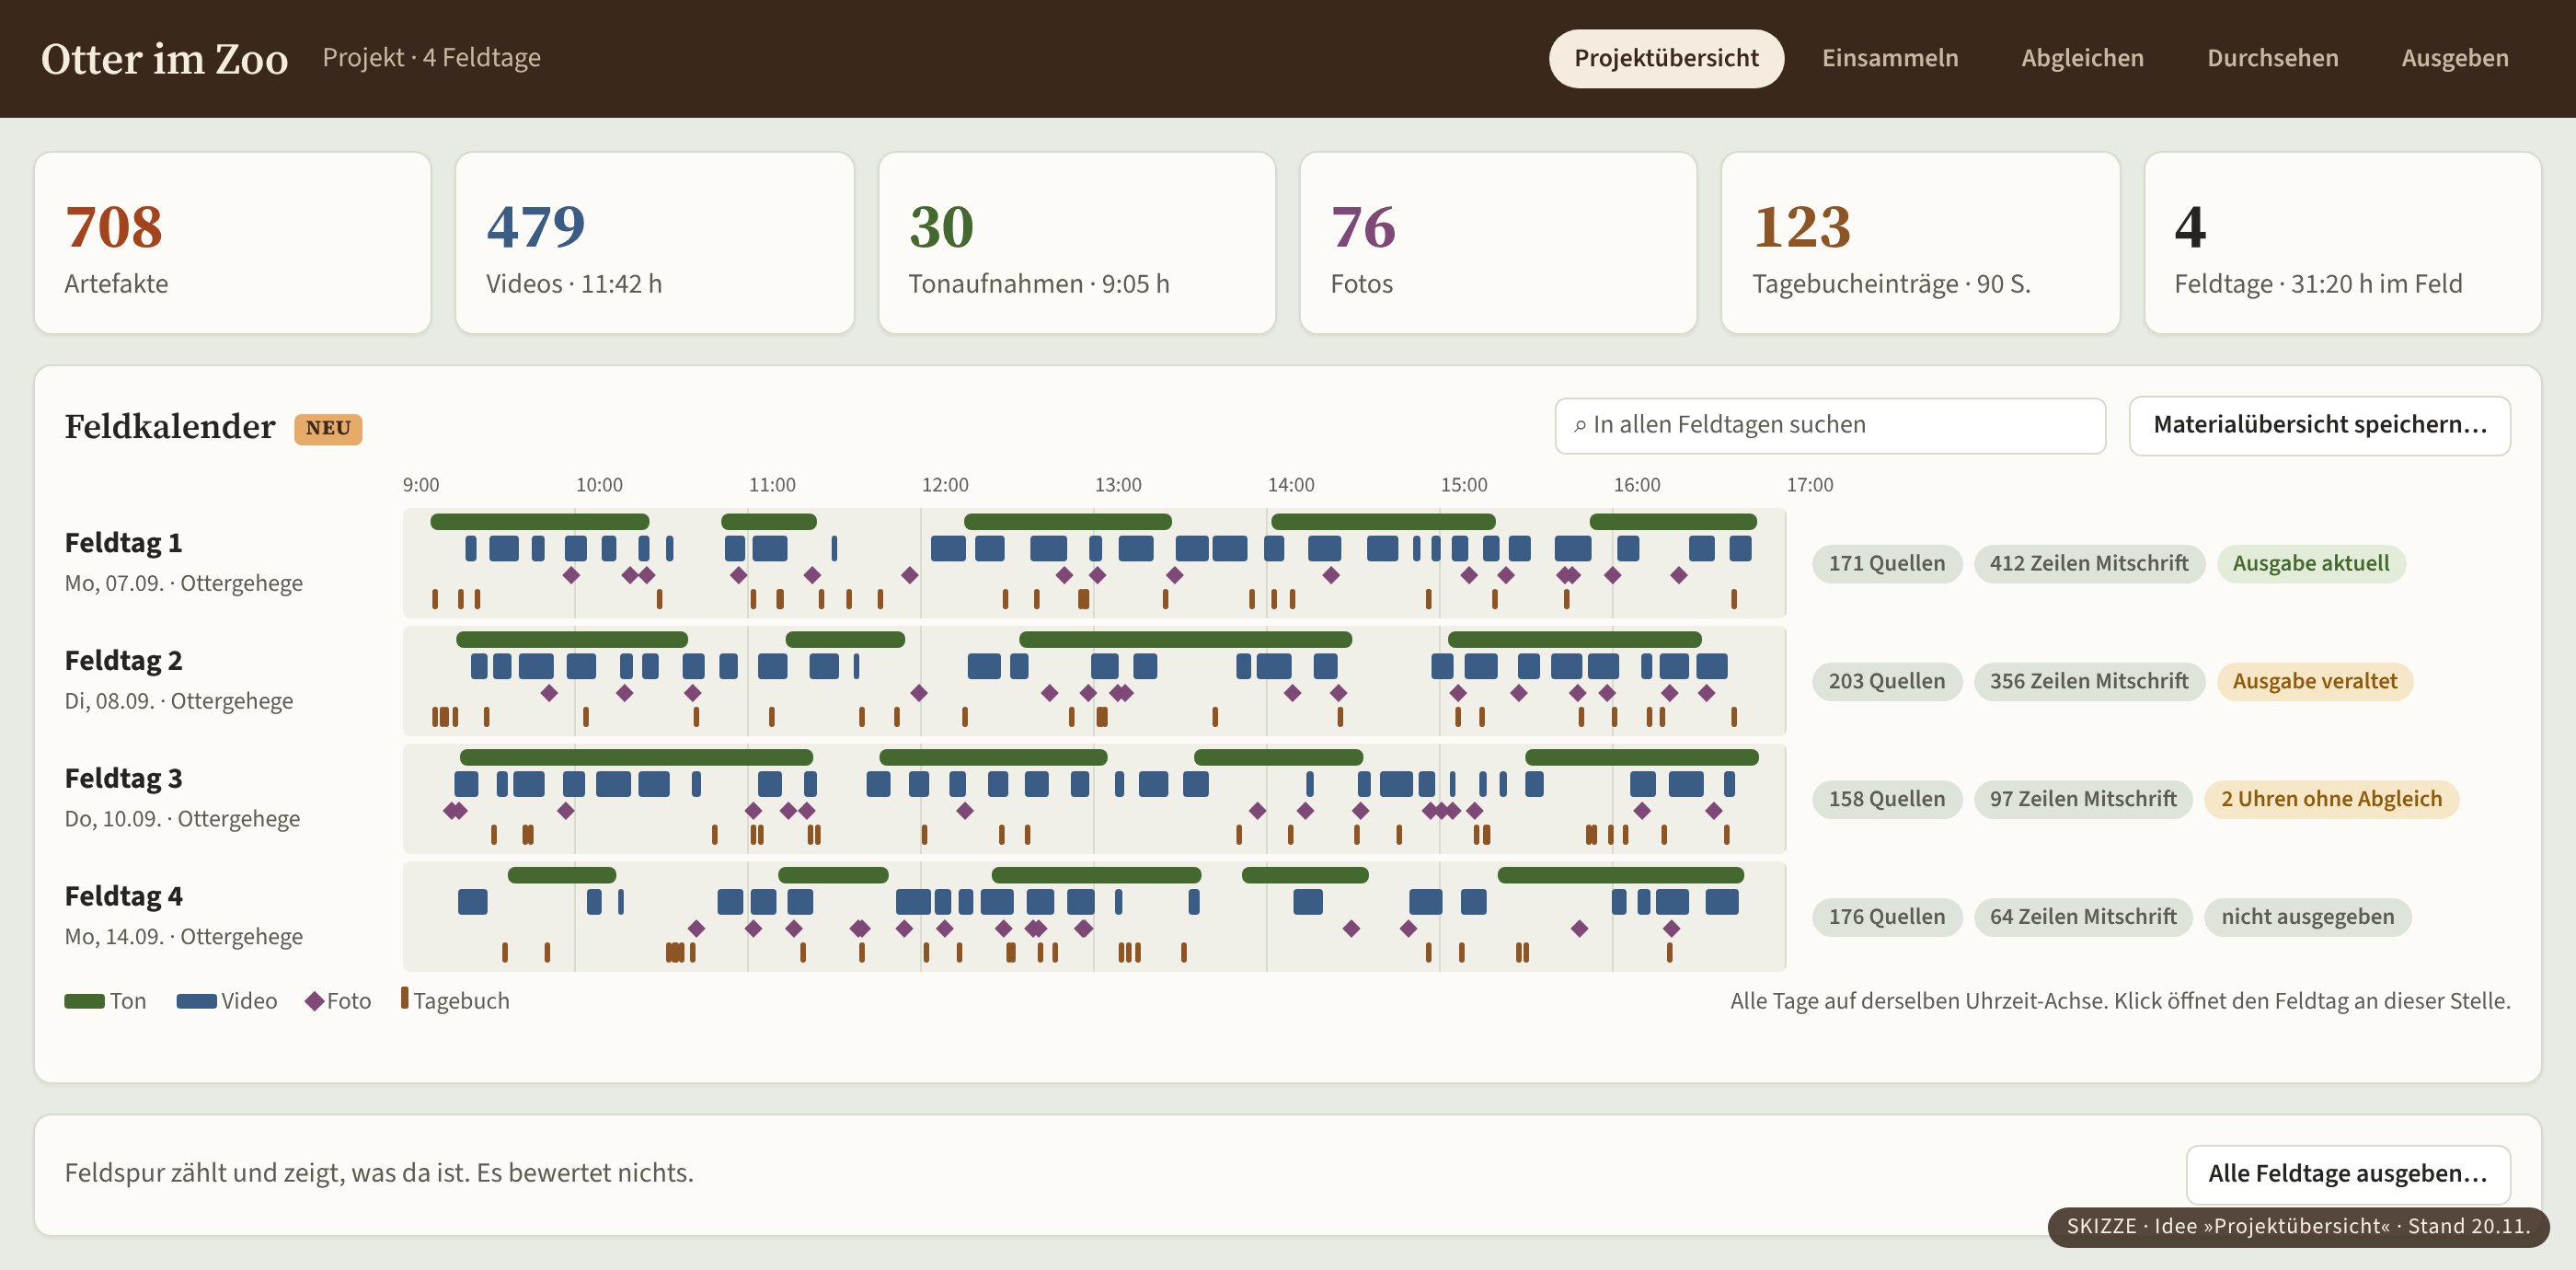 Otter im Zoo Projekt · 4 Feldtage Projektübersicht Einsammeln Abgleichen Durchsehen Ausgeben
708
Artefakte
479
Videos · 11:42 h
30
Tonaufnahmen · 9:05 h
76
Fotos
123
Tagebucheinträge · 90 S.
4
Feldtage · 31:20 h im Feld
Feldkalender NEU
In allen Feldtagen suchen
Materialübersicht speichern…
9:00 10:00 11:00 12:00 13:00 14:00 15:00 16:00 17:00
Feldtag 1
Mo, 07.09. · Ottergehege
171 Quellen 412 Zeilen Mitschrift Ausgabe aktuell
Feldtag 2
Di, 08.09. · Ottergehege
203 Quellen 356 Zeilen Mitschrift Ausgabe veraltet
Feldtag 3
Do, 10.09. · Ottergehege
158 Quellen 97 Zeilen Mitschrift 2 Uhren ohne Abgleich
Feldtag 4
Mo, 14.09. · Ottergehege
176 Quellen 64 Zeilen Mitschrift nicht ausgegeben
Ton Video Foto Tagebuch
Alle Tage auf derselben Uhrzeit-Achse. Klick öffnet den Feldtag an dieser Stelle.
Feldspur zählt und zeigt, was da ist. Es bewertet nichts.
Alle Feldtage ausgeben…
SKIZZE · Idee »Projektübersicht« · Stand 20.11.